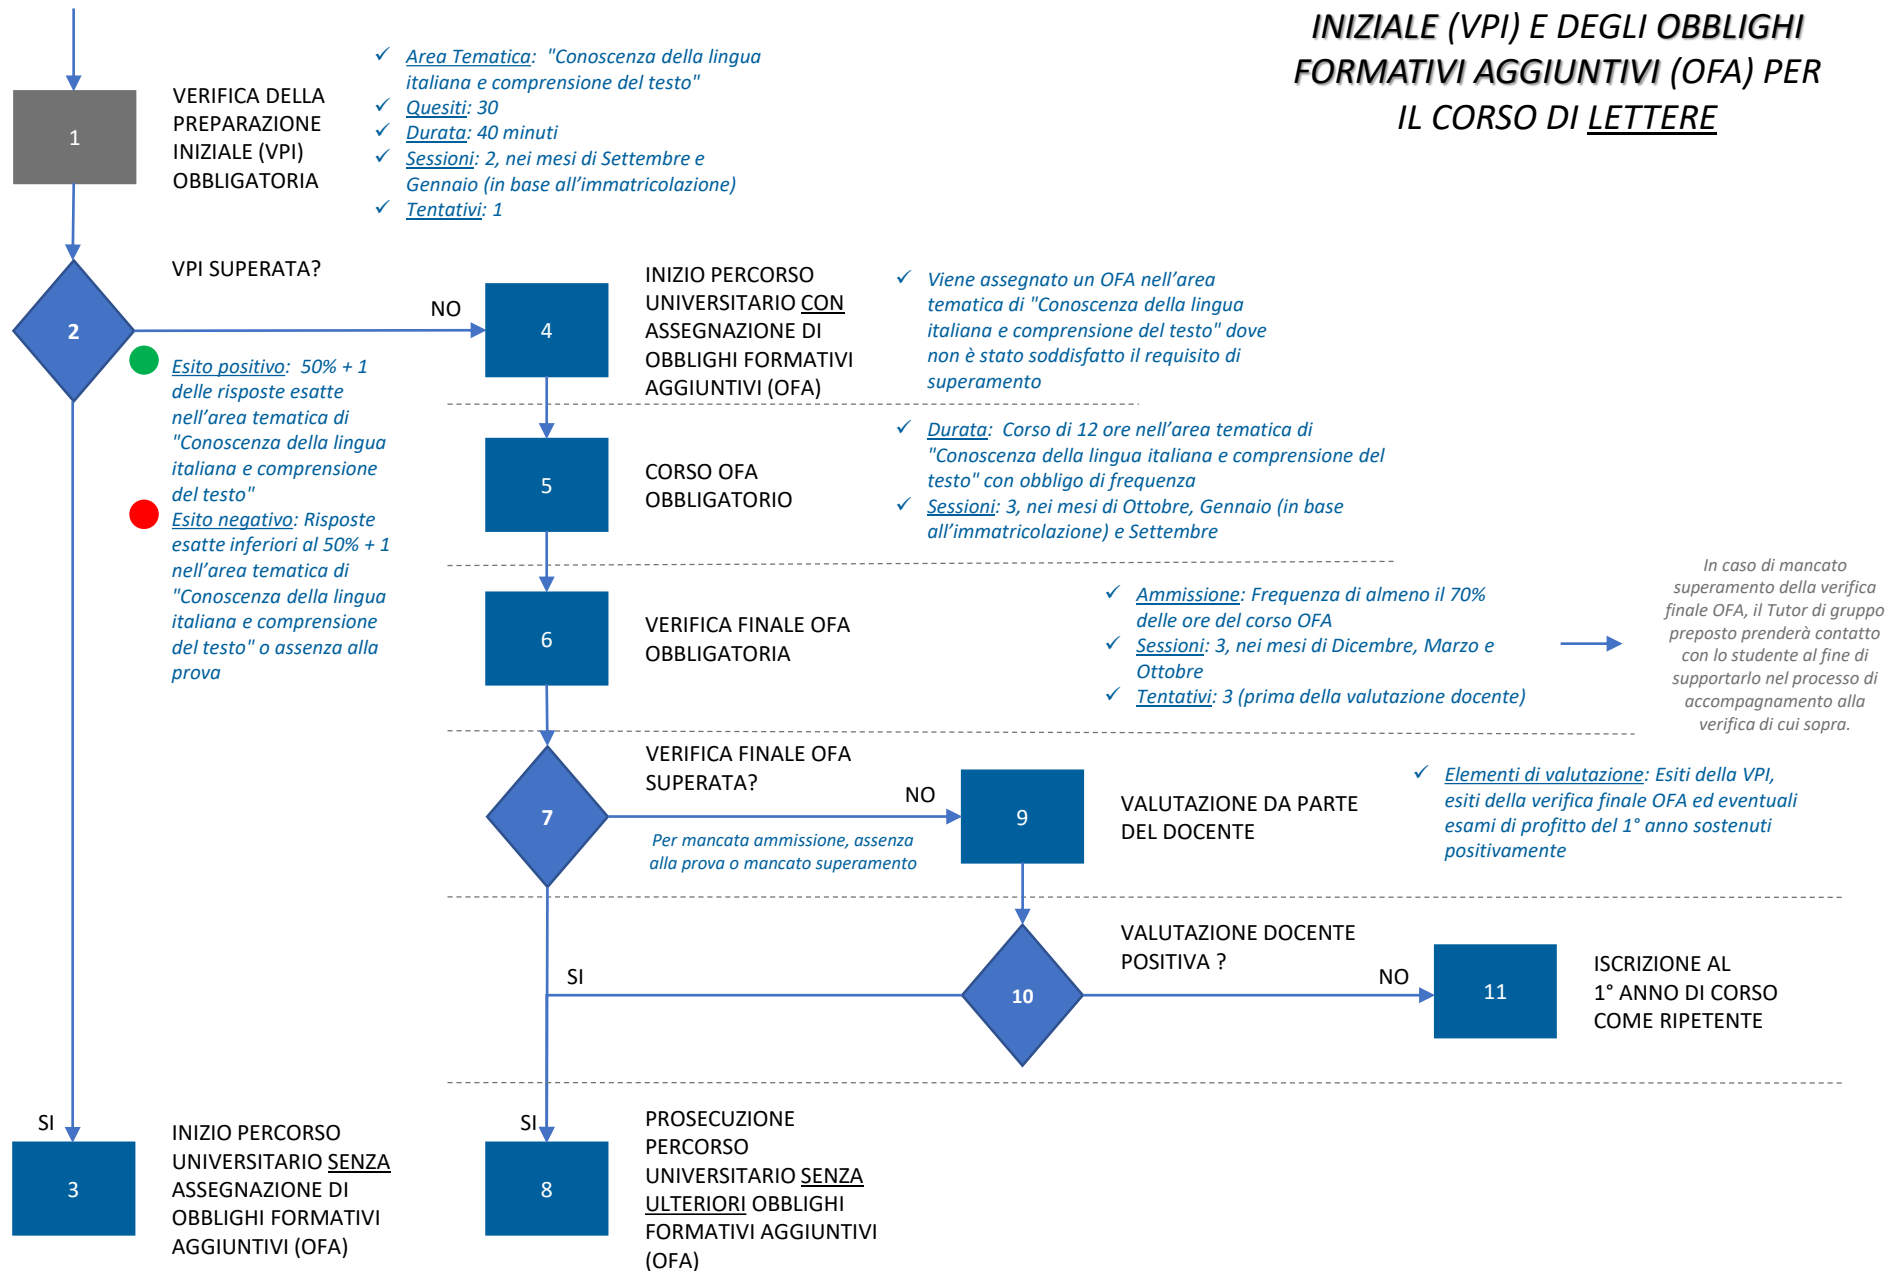 INIZIALE (VPI) E DEGLI OBBLIGHI
FORMATIVI AGGIUNTIVI (OFA) PER
IL CORSO DI LETTERE
1
VERIFICA DELLA
PREPARAZIONE
INIZIALE (VPI)
OBBLIGATORIA
✓ Area Tematica: "Conoscenza della lingua
italiana e comprensione del testo"
✓ Quesiti: 30
✓ Durata: 40 minuti
✓ Sessioni: 2, nei mesi di Settembre e
Gennaio (in base all’immatricolazione)
✓ Tentativi: 1
2
VPI SUPERATA?
NO
Esito positivo: 50% + 1
delle risposte esatte
nell’area tematica di
"Conoscenza della lingua
italiana e comprensione
del testo"
Esito negativo: Risposte
esatte inferiori al 50% + 1
nell’area tematica di
"Conoscenza della lingua
italiana e comprensione
del testo" o assenza alla
prova
4
INIZIO PERCORSO
UNIVERSITARIO CON
ASSEGNAZIONE DI
OBBLIGHI FORMATIVI
AGGIUNTIVI (OFA)
✓ Viene assegnato un OFA nell’area
tematica di "Conoscenza della lingua
italiana e comprensione del testo" dove
non è stato soddisfatto il requisito di
superamento
5
CORSO OFA
OBBLIGATORIO
✓ Durata: Corso di 12 ore nell’area tematica di
"Conoscenza della lingua italiana e comprensione del
testo" con obbligo di frequenza
✓ Sessioni: 3, nei mesi di Ottobre, Gennaio (in base
all’immatricolazione) e Settembre
6
VERIFICA FINALE OFA
OBBLIGATORIA
✓ Ammissione: Frequenza di almeno il 70%
delle ore del corso OFA
✓ Sessioni: 3, nei mesi di Dicembre, Marzo e
Ottobre
✓ Tentativi: 3 (prima della valutazione docente)
In caso di mancato
superamento della verifica
finale OFA, il Tutor di gruppo
preposto prenderà contatto
con lo studente al fine di
supportarlo nel processo di
accompagnamento alla
verifica di cui sopra.
7
VERIFICA FINALE OFA
SUPERATA?
NO
Per mancata ammissione, assenza
alla prova o mancato superamento
9
VALUTAZIONE DA PARTE
DEL DOCENTE
✓ Elementi di valutazione: Esiti della VPI,
esiti della verifica finale OFA ed eventuali
esami di profitto del 1° anno sostenuti
positivamente
SI
10
VALUTAZIONE DOCENTE
POSITIVA ?
NO
11
ISCRIZIONE AL
1° ANNO DI CORSO
COME RIPETENTE
SI
3
INIZIO PERCORSO
UNIVERSITARIO SENZA
ASSEGNAZIONE DI
OBBLIGHI FORMATIVI
AGGIUNTIVI (OFA)
SI
8
PROSECUZIONE
PERCORSO
UNIVERSITARIO SENZA
ULTERIORI OBBLIGHI
FORMATIVI AGGIUNTIVI
(OFA)